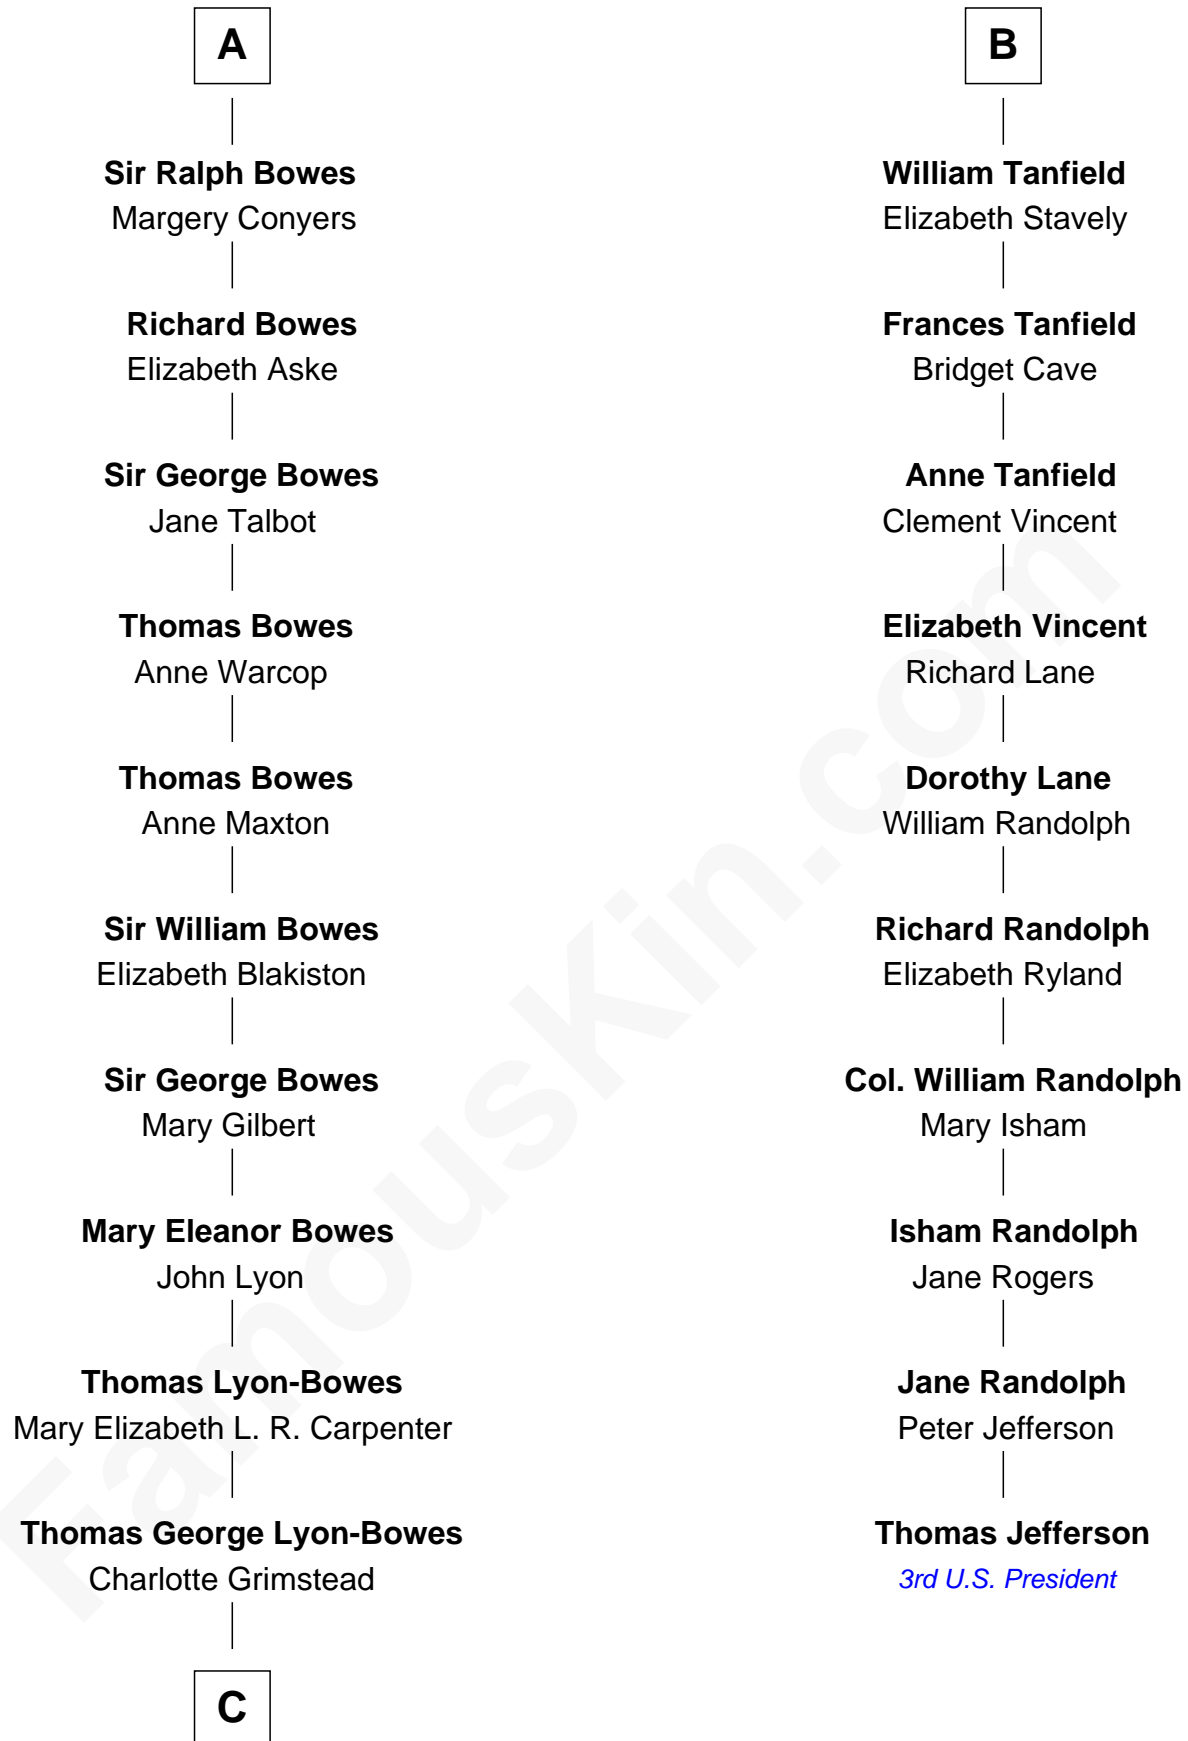 A
Sir Ralph Bowes
Margery Conyers
Richard Bowes
Elizabeth Aske
Sir George Bowes
Jane Talbot
Thomas Bowes
Anne Warcop
Thomas Bowes
Anne Maxton
Sir William Bowes
Elizabeth Blakiston
Sir George Bowes
Mary Gilbert
Mary Eleanor Bowes
John Lyon
Thomas Lyon-Bowes
Mary Elizabeth L. R. Carpenter
Thomas George Lyon-Bowes
Charlotte Grimstead
C
B
William Tanfield
Elizabeth Stavely
Frances Tanfield
Bridget Cave
Anne Tanfield
Clement Vincent
Elizabeth Vincent
Richard Lane
Dorothy Lane
William Randolph
Richard Randolph
Elizabeth Ryland
Col. William Randolph
Mary Isham
Isham Randolph
Jane Rogers
Jane Randolph
Peter Jefferson
Thomas Jefferson
3rd U.S. President
FamousKin.com